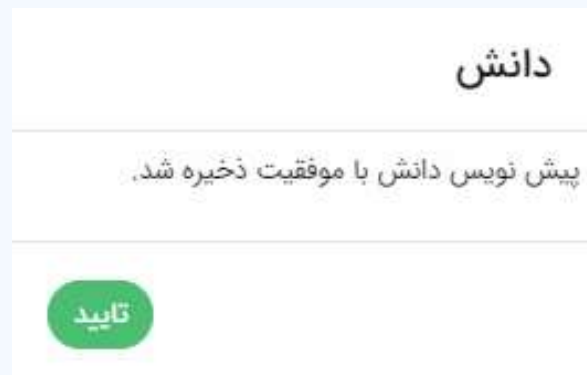 دانش
پیش نویس دانش با موفقیت ذخیره شد.
تایید